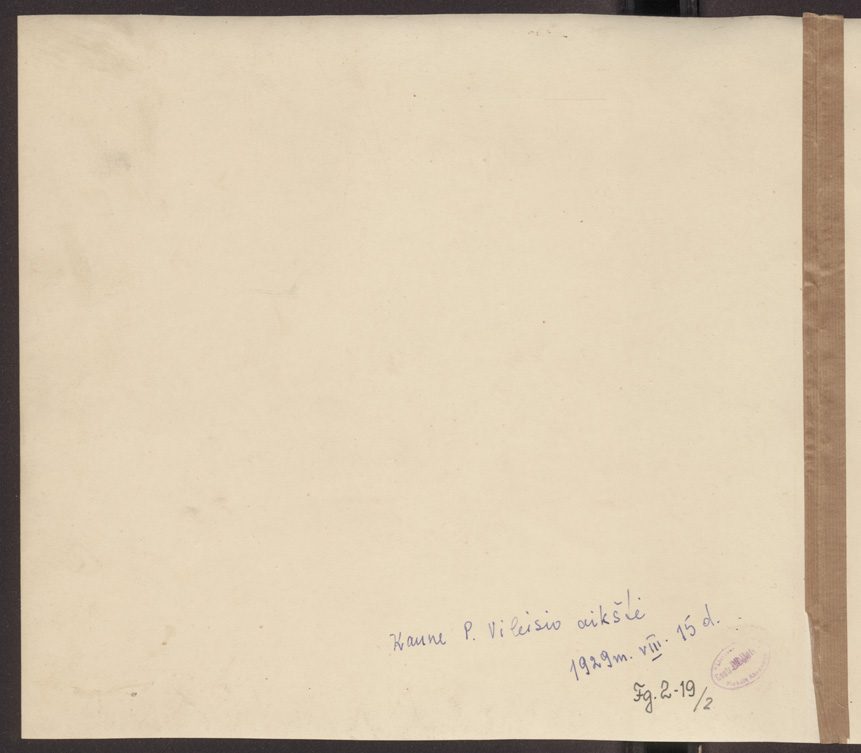 Kaune P. Vileišio aikštė
1929m. VIII. 15 d.
Fg. 2-19/2